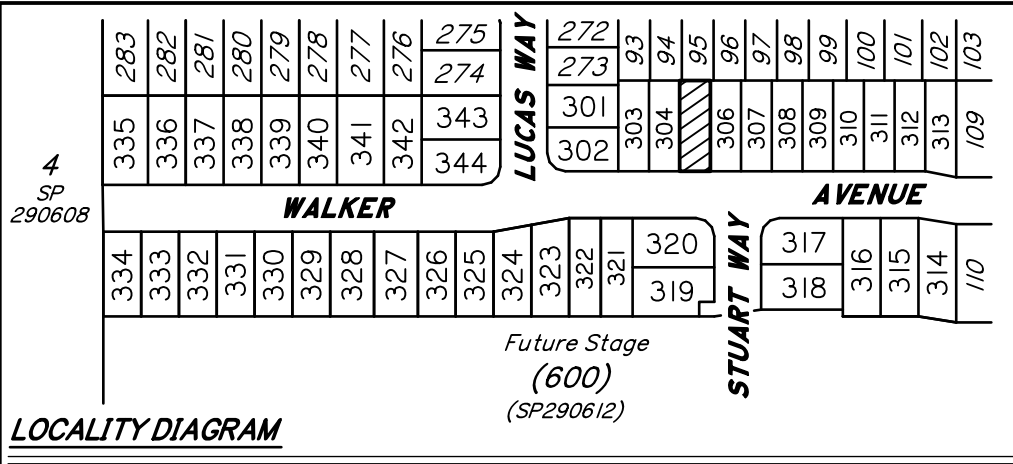 283 282 281 280 279 278 277 276 275 LUCAS WAY 272 93 94 95 96 97 98 99 100 101 102 103
274 273
335 336 337 338 339 340 341 342 343 301 303 304 306 307 308 309 310 311 312 313 109
344 302
4
SP
290608
WALKER AVENUE
334 333 332 331 330 329 328 327 326 325 324 323 322 321 320 STUART WAY 317 316 315 314 110
319 318
Future Stage
(600)
(SP290612)
LOCALITY DIAGRAM